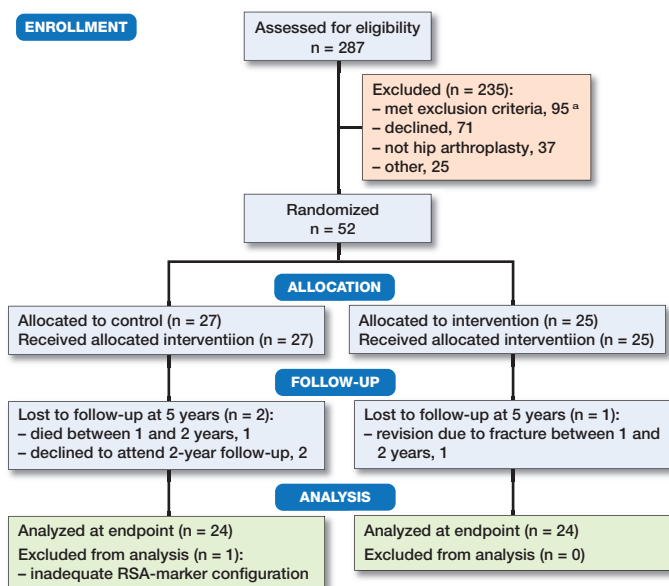 ENROLLMENT
Assessed for eligibility
n = 287
Excluded (n = 235):
– met exclusion criteria, 95 a
– declined, 71
– not hip arthroplasty, 37
– other, 25
Randomized
n = 52
ALLOCATION
Allocated to control (n = 27)
Received allocated interventiion (n = 27)
Allocated to intervention (n = 25)
Received allocated interventiion (n = 25)
FOLLOW-UP
Lost to follow-up at 5 years (n = 2):
– died between 1 and 2 years, 1
– declined to attend 2-year follow-up, 2
Lost to follow-up at 5 years (n = 1):
– revision due to fracture between 1 and
2 years, 1
ANALYSIS
Analyzed at endpoint (n = 24)
Excluded from analysis (n = 1):
– inadequate RSA-marker configuration
Analyzed at endpoint (n = 24)
Excluded from analysis (n = 0)